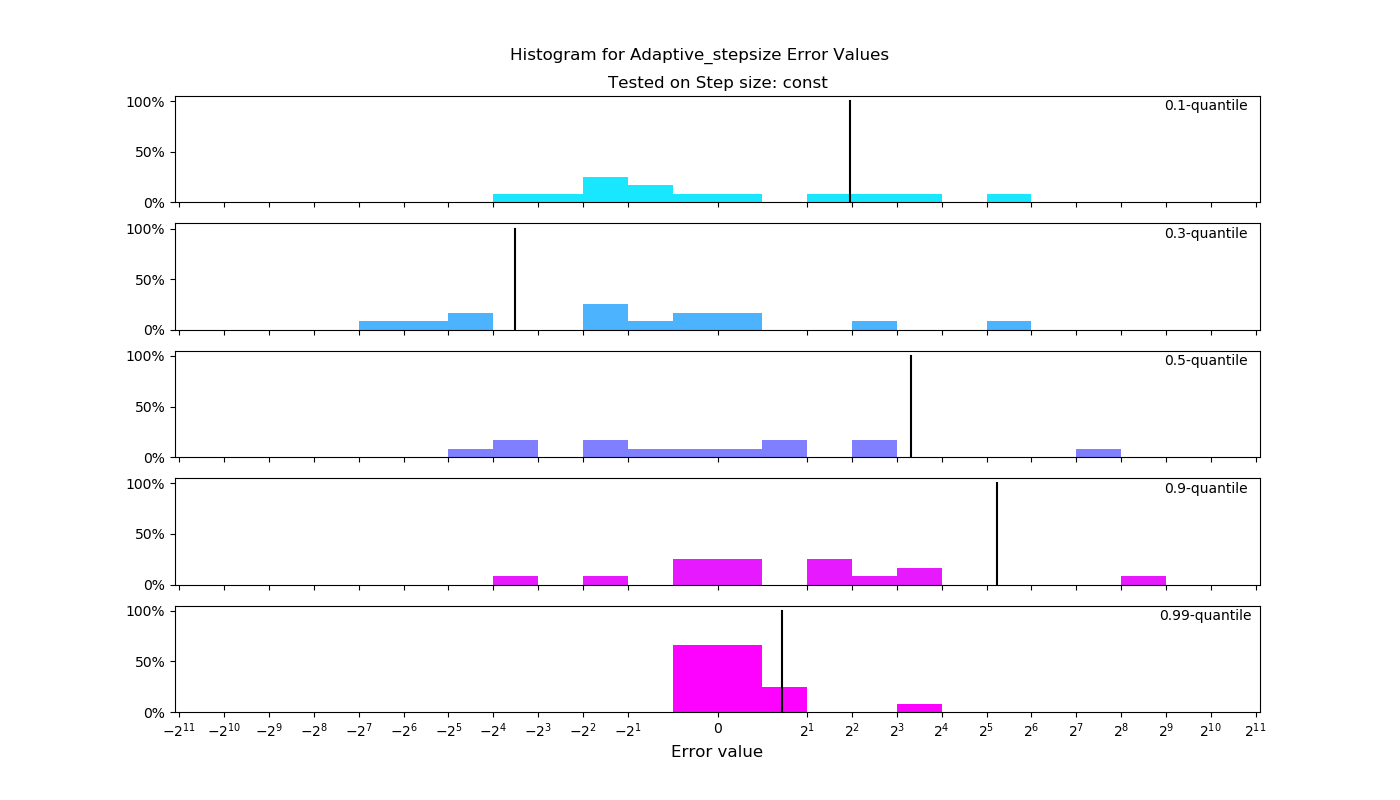 Histogram for Adaptive_stepsize Error Values
Tested on Step size: const
100%
50%
0%
0.1-quantile
100%
50%
0%
0.3-quantile
100%
50%
0%
0.5-quantile
100%
50%
0%
0.9-quantile
100%
50%
0%
0.99-quantile
−2¹¹ −2¹⁰ −2⁹ −2⁸ −2⁷ −2⁶ −2⁵ −2⁴ −2³ −2² −2¹ 0 2¹ 2² 2³ 2⁴ 2⁵ 2⁶ 2⁷ 2⁸ 2⁹ 2¹⁰ 2¹¹
Error value